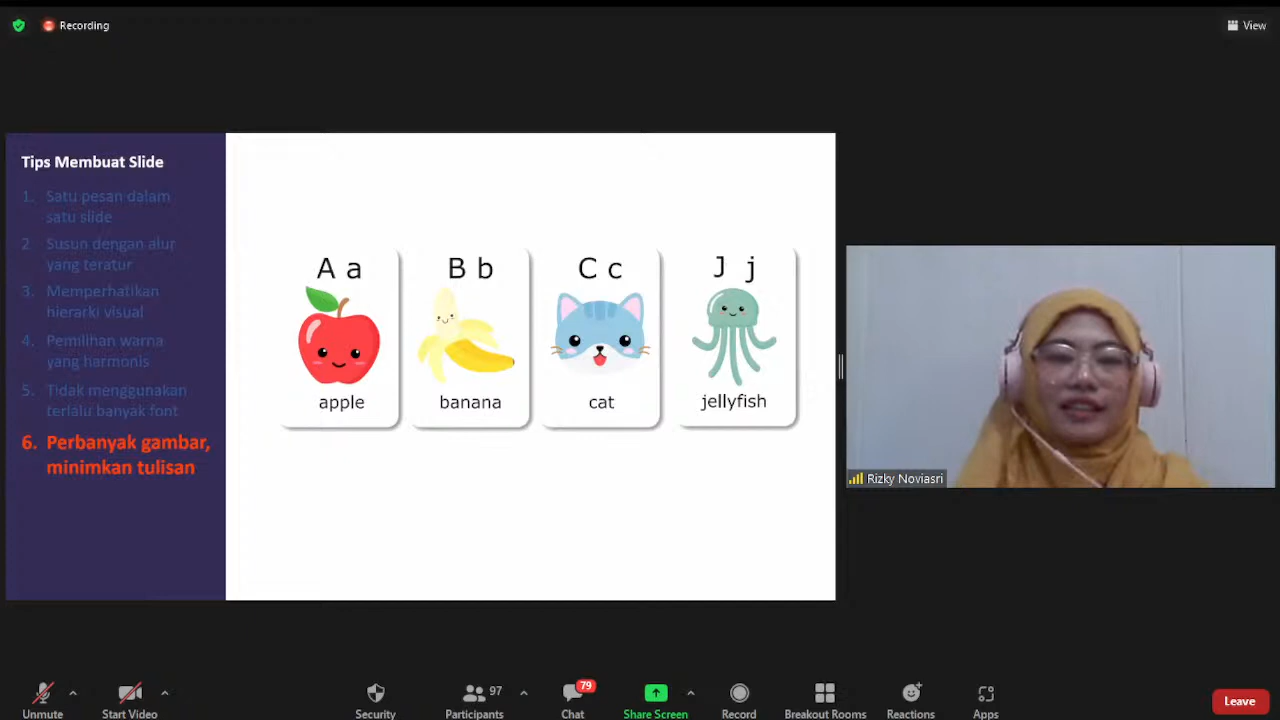 Recording
View
Tips Membuat Slide
1. Satu pesan dalam
satu slide
2. Susun dengan alur
yang teratur
3. Memperhatikan
hierarki visual
4. Pemilihan warna
yang harmonis
5. Tidak menggunakan
terlalu banyak font
6. Perbanyak gambar,
minimkan tulisan
A a
apple
B b
banana
C c
cat
J j
jellyfish
Rizky Noviasri
Unmute
Start Video
Security
97
Participants
79
Chat
Share Screen
Record
Breakout Rooms
Reactions
Apps
Leave